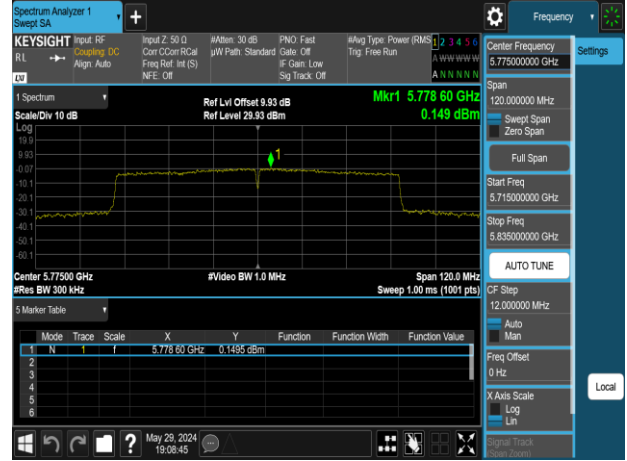 Spectrum Analyzer 1
Swept SA
Frequency
KEYSIGHT
RL
LXI
Input: RF
Coupling: DC
Align: Auto
Input Z: 50 Ω
Corr CCorr RCal
Freq Ref: Int (S)
NFE: Off
#Atten: 30 dB
µW Path: Standard
PNO: Fast
Gate: Off
IF Gain: Low
Sig Track: Off
#Avg Type: Power (RMS
Trig: Free Run
1 2 3 4 5 6
A W W W W W
A N N N N N
1 Spectrum
Scale/Div 10 dB
Ref Lvl Offset 9.93 dB
Ref Level 29.93 dBm
Mkr1 5.778 60 GHz
0.149 dBm
Log
19.9
9.93
-0.07
-10.1
-20.1
-30.1
-40.1
-50.1
-60.1
1
Center 5.77500 GHz
#Res BW 300 kHz
#Video BW 1.0 MHz
Span 120.0 MHz
Sweep 1.00 ms (1001 pts)
5 Marker Table
Mode Trace Scale X Y Function Function Width Function Value
1 N 1 f 5.778 60 GHz 0.1495 dBm
2
3
4
5
6
May 29, 2024
19:08:45
Center Frequency
5.775000000 GHz
Span
120.000000 MHz
Swept Span
Zero Span
Full Span
Start Freq
5.715000000 GHz
Stop Freq
5.835000000 GHz
AUTO TUNE
CF Step
12.000000 MHz
Auto
Man
Freq Offset
0 Hz
X Axis Scale
Log
Lin
Signal Track
(Span Zoom)
Settings
Local